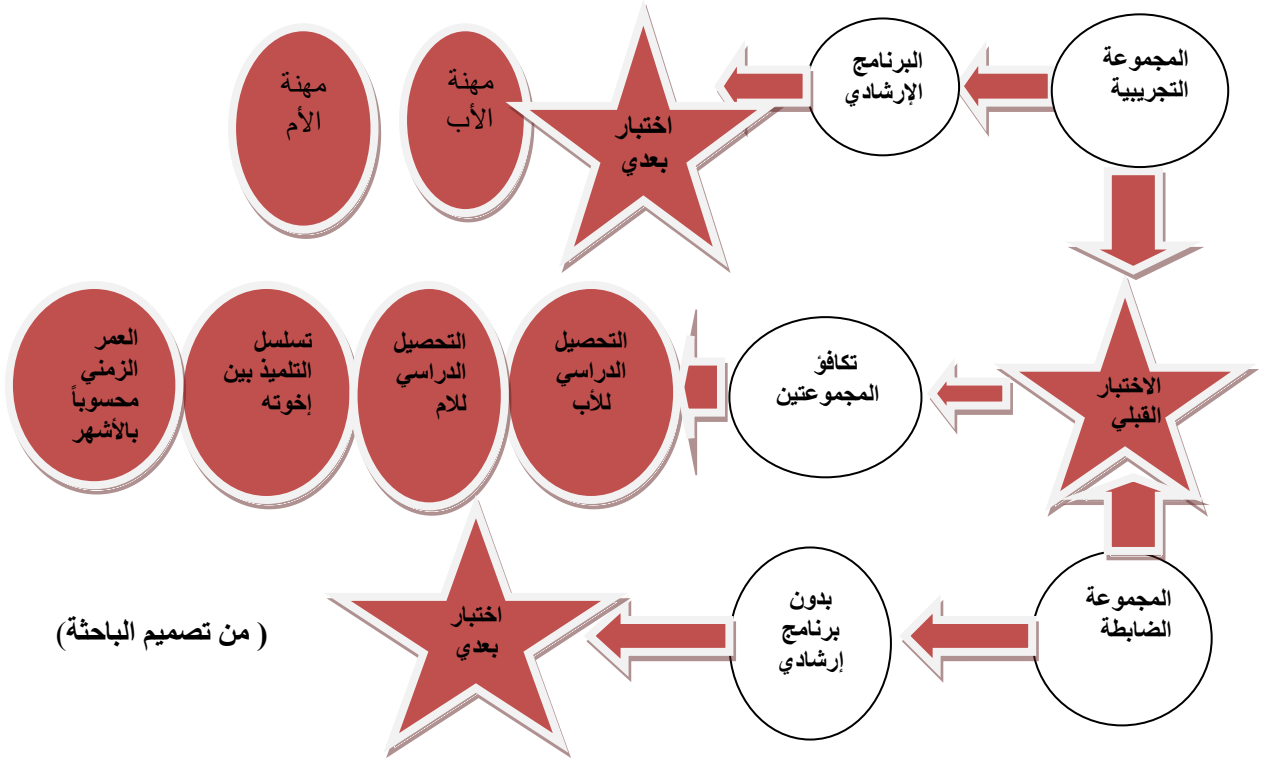 المجموعة
التجريبية
البرنامج
الإرشادي
اختبار
بعدي
مهنة
الأب
مهنة
الأم
الاختبار
القبلي
تكافؤ
المجموعتين
التحصيل
الدراسي
للأب
التحصيل
الدراسي
للام
تسلسل
التلميذ بين
إخوته
العمر
الزمني
محسوباً
بالأشهر
المجموعة
الضابطة
بدون
برنامج
إرشادي
اختبار
بعدي
( من تصميم الباحثة)